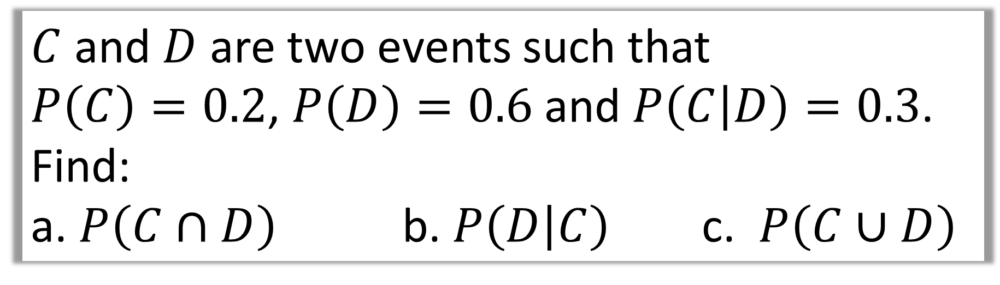 C and D are two events such that
P(C) = 0.2, P(D) = 0.6 and P(C|D) = 0.3.
Find:
a. P(C ∩ D) b. P(D|C) c. P(C ∪ D)